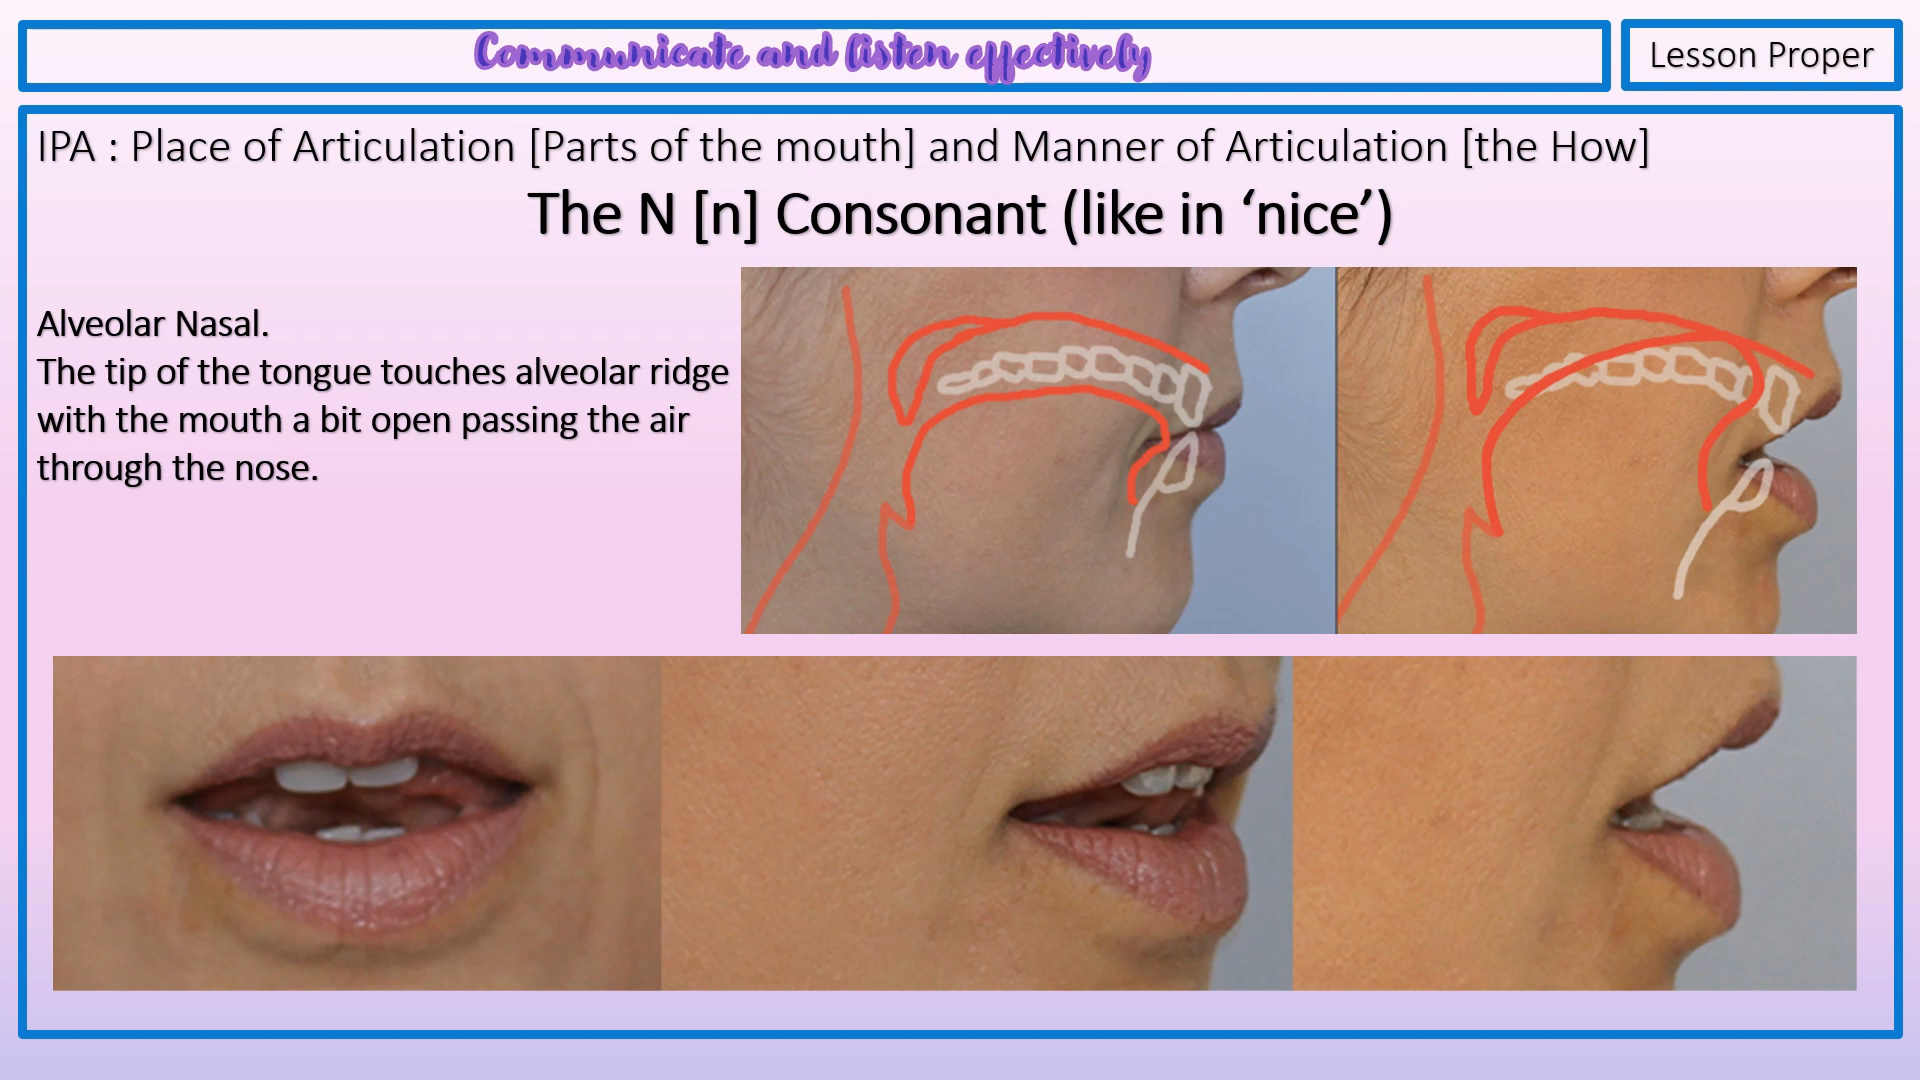 Communicate and listen effectively
Lesson Proper
IPA : Place of Articulation [Parts of the mouth] and Manner of Articulation [the How]
The N [n] Consonant (like in ‘nice’)
Alveolar Nasal.
The tip of the tongue touches alveolar ridge
with the mouth a bit open passing the air
through the nose.